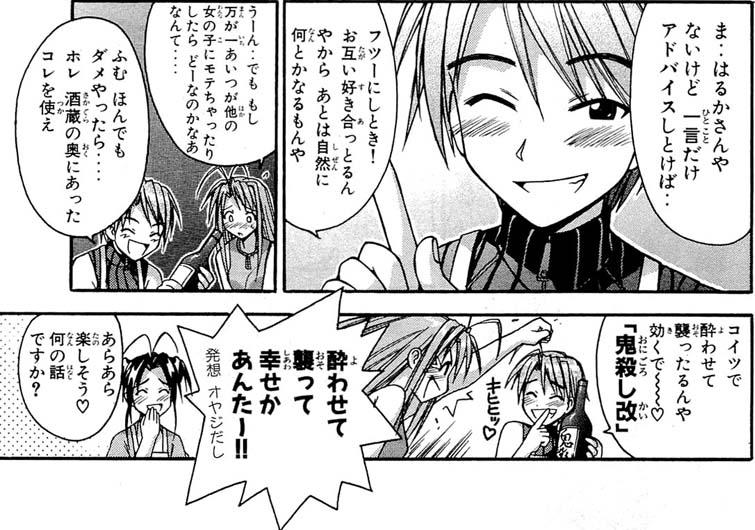 ま‥はるかさんや
ないけど 一言だけ
アドバイスしとけば‥
フツーにしとき!
お互い好き合っとるん
やから あとは自然に
何とかなるもんや
うーん‥でも もし
万が一あいつが他の
女の子にモテちゃったり
したら どーなのかなあ
なんて‥‥
ふむ ほんでも
ダメやったら‥‥
ホレ 酒蔵の奥にあった
コレを使え
コイツで
酔わせて
襲ったるんや
効くで〜〜♡
「鬼殺し改」
キヒヒッ♡
酔わせて
襲って
幸せか
あんたーー!!
発想 オヤジだし
あらあら
楽しそう♡
何の話
ですか?